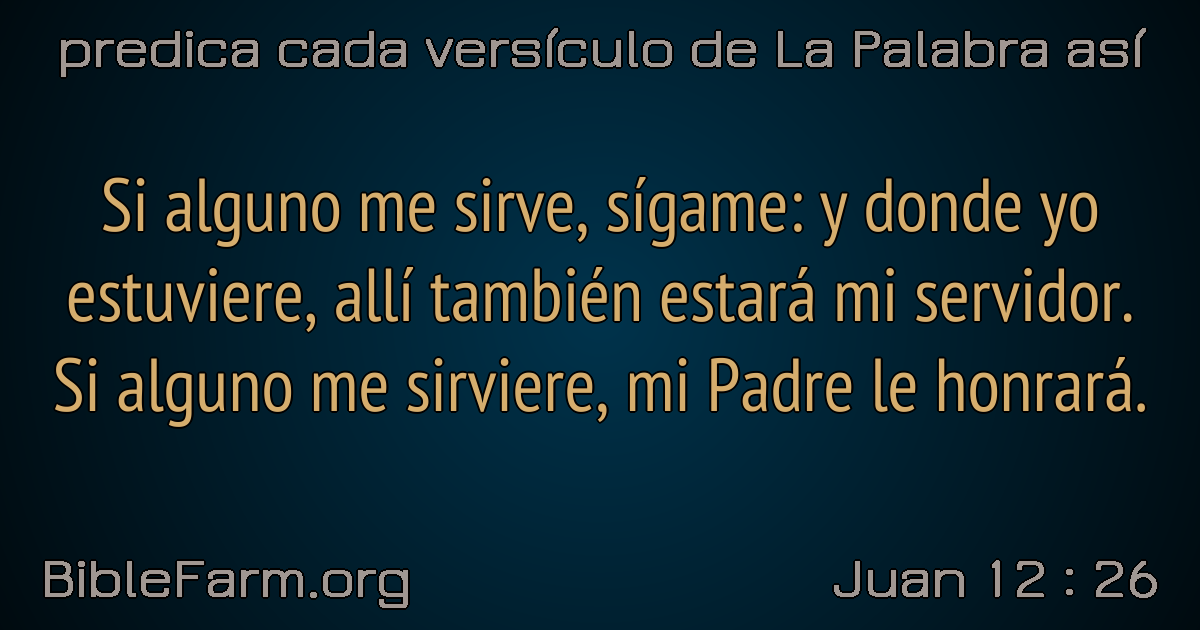 predica cada versículo de La Palabra así
Si alguno me sirve, sígame: y donde yo
estuviere, allí también estará mi servidor.
Si alguno me sirviere, mi Padre le honrará.
BibleFarm.org
Juan 12 : 26